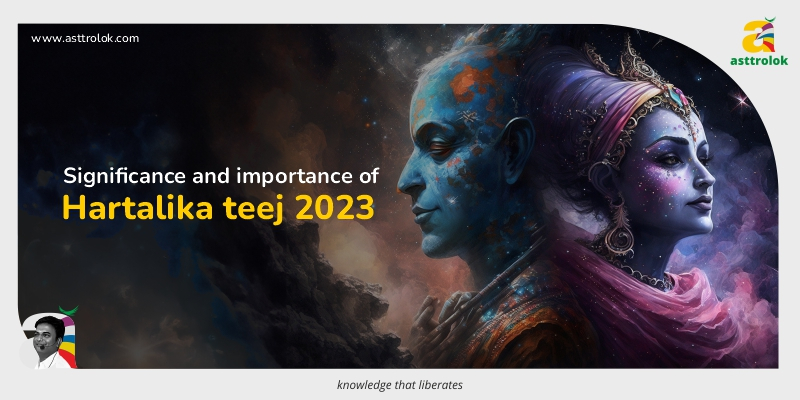 www.asttrolok.com
asttrolok
Significance and importance of
Hartalika teej 2023
knowledge that liberates